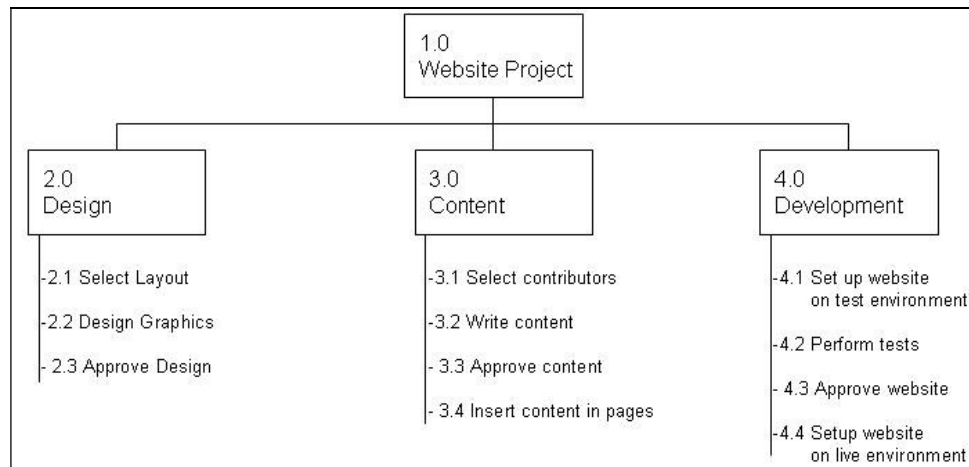 1.0
Website Project
2.0
Design
-2.1 Select Layout
-2.2 Design Graphics
- 2.3 Approve Design
3.0
Content
-3.1 Select contributors
-3.2 Write content
- 3.3 Approve content
- 3.4 Insert content in pages
4.0
Development
-4.1 Set up website
on test environment
-4.2 Perform tests
- 4.3 Approve website
-4.4 Setup website
on live environment